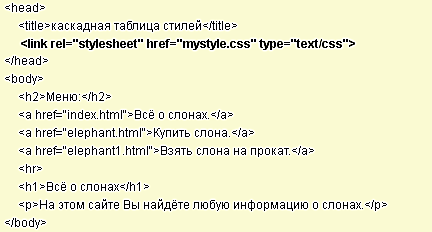 <head>
<title>каскадная таблица стилей</title>
<link rel="stylesheet" href="mystyle.css" type="text/css">
</head>
<body>
<h2>Меню:</h2>
<a href="index.html">Всё о слонах.</a>
<a href="elephant.html">Купить слона.</a>
<a href="elephant1.html">Взять слона на прокат.</a>
<hr>
<h1>Всё о слонах</h1>
<p>На этом сайте Вы найдёте любую информацию о слонах.</p>
</body>